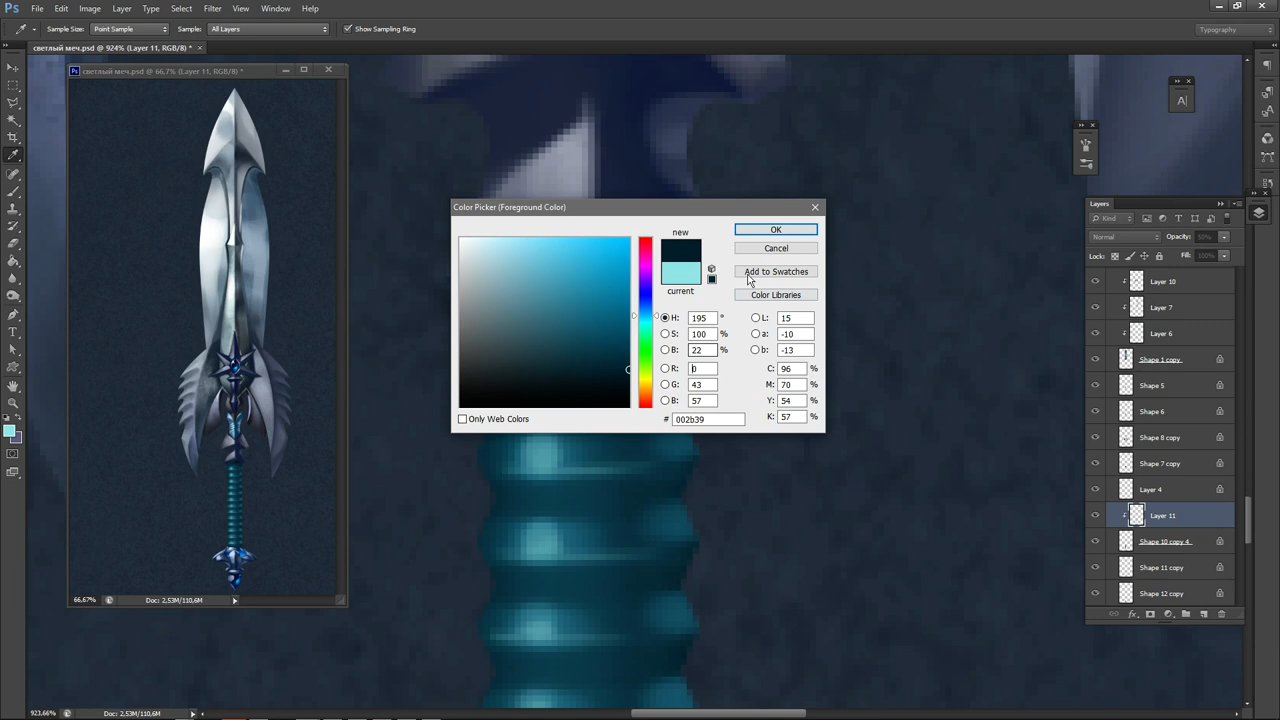 Ps File Edit Image Layer Type Select Filter View Window Help
Sample Size: Point Sample Sample: All Layers Show Sampling Ring Typography
светлый меч.psd @ 924% (Layer 11, RGB/8) * ×
Ps светлый меч.psd @ 66,7% (Layer 11, RGB/8) *
66,67% Doc: 2,53M/110,6M
Color Picker (Foreground Color)
new
current
OK
Cancel
Add to Swatches
Color Libraries
H: 195 ° L: 15
S: 100 % a: -10
B: 22 % b: -13
R: 0 C: 96 %
G: 43 M: 70 %
B: 57 Y: 54 %
Only Web Colors # 002b39 K: 57 %
A
Layers
Kind
Normal Opacity: 50%
Lock: Fill: 100%
Layer 10
Layer 7
Layer 6
Shape 1 copy
Shape 5
Shape 6
Shape 8 copy
Shape 7 copy
Layer 4
Layer 11
Shape 10 copy 4
Shape 11 copy
Shape 12 copy
fx
923,66% Doc: 2,53M/110,6M